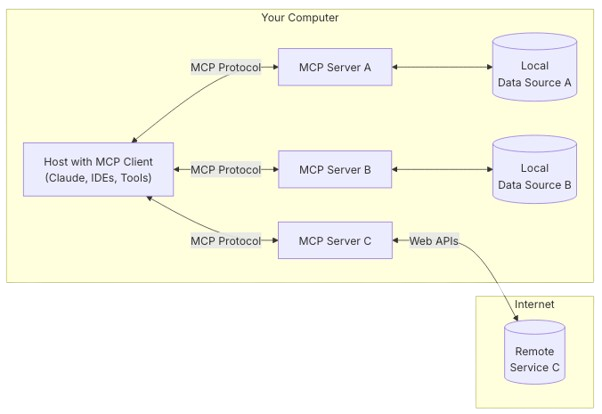 Your Computer
MCP Protocol
MCP Server A
Local
Data Source A
Host with MCP Client
(Claude, IDEs, Tools)
MCP Protocol
MCP Server B
Local
Data Source B
MCP Protocol
MCP Server C
Web APIs
Internet
Remote
Service C